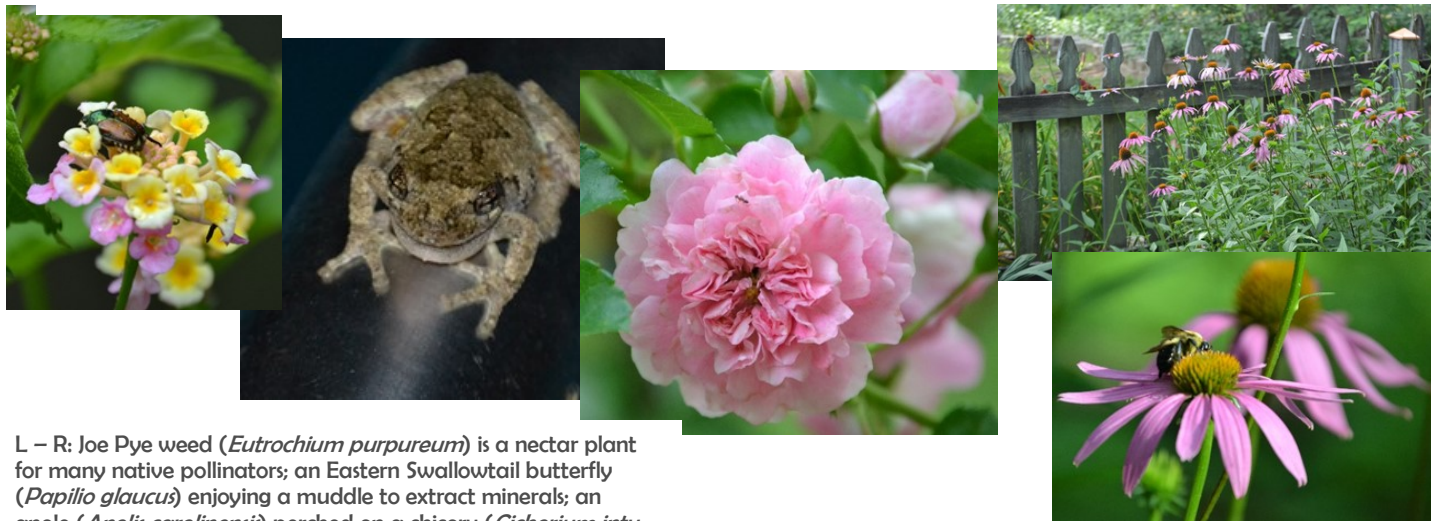 L – R: Joe Pye weed (Eutrochium purpureum) is a nectar plant
for many native pollinators; an Eastern Swallowtail butterfly
(Papilio glaucus) enjoying a muddle to extract minerals; an
anole (Anolis carolinensis) perched on a chicory (Cichorium inty